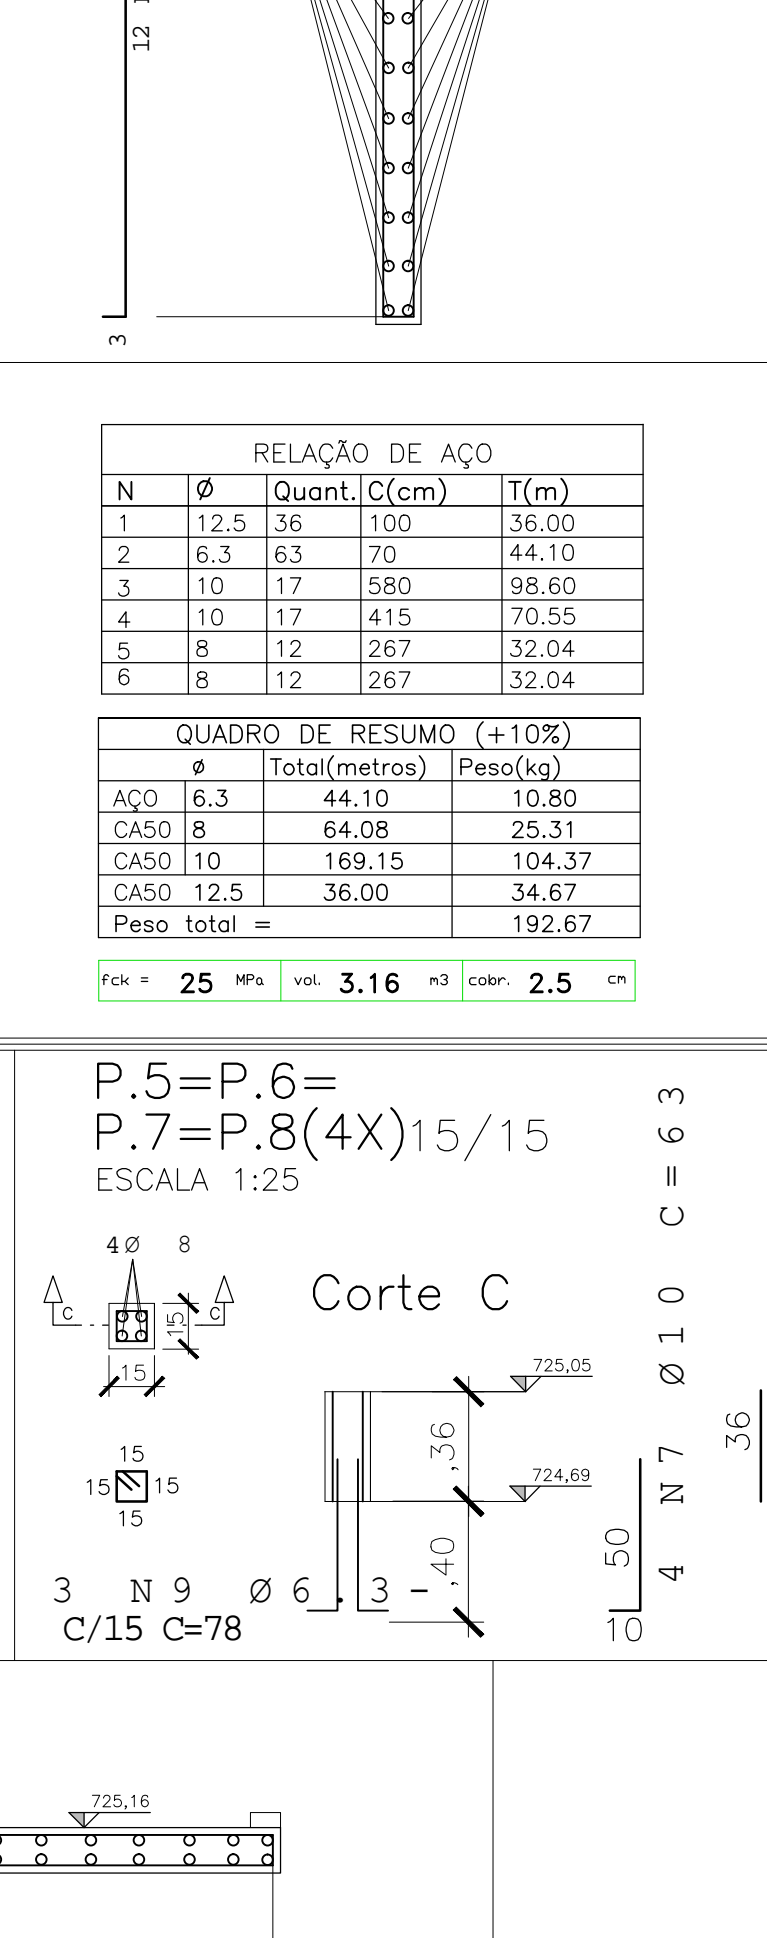 12
3
RELAÇÃO DE AÇO
N Ø Quant. C(cm) T(m)
1 12.5 36 100 36.00
2 6.3 63 70 44.10
3 10 17 580 98.60
4 10 17 415 70.55
5 8 12 267 32.04
6 8 12 267 32.04
QUADRO DE RESUMO (+10%)
ø Total(metros) Peso(kg)
AÇO 6.3 44.10 10.80
CA50 8 64.08 25.31
CA50 10 169.15 104.37
CA50 12.5 36.00 34.67
Peso total = 192.67
fck = 25 MPa vol. 3.16 m3 cobr. 2.5 cm
P.5=P.6=
P.7=P.8(4X)15/15
ESCALA 1:25
4Ø 8
C C
15
15
Corte C
725,05
,36
724,69
,40
15
15 15
15
3 N9 Ø6.3-
C/15 C=78
50
10
4 N7 Ø10 C=63
36
725,16